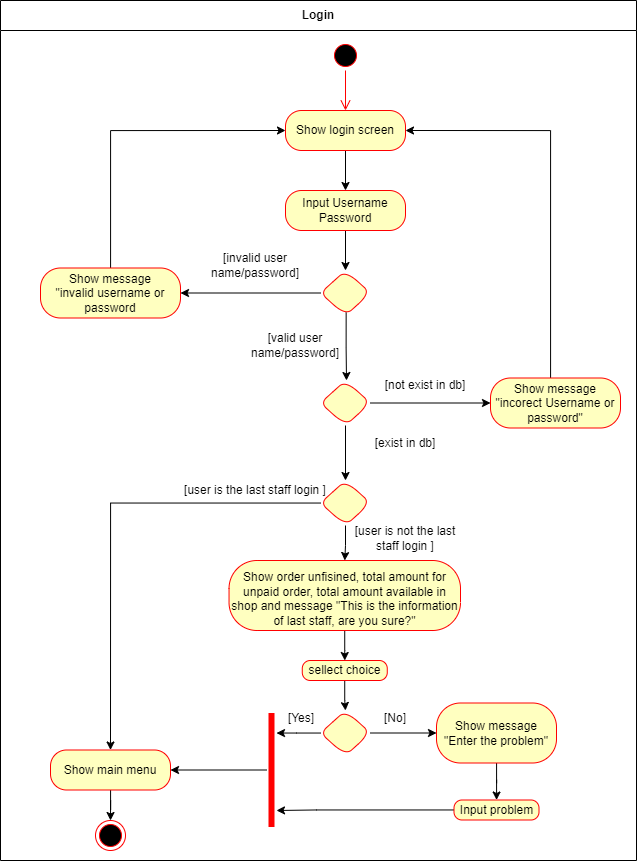 Login
Show login screen
Input Username
Password
[invalid user
name/password]
Show message
"invalid username or
password
[valid user
name/password]
[not exist in db]
Show message
"incorect Username or
password"
[exist in db]
[user is the last staff login ]
[user is not the last
staff login ]
Show order unfisined, total amount for
unpaid order, total amount available in
shop and message "This is the information
of last staff, are you sure?"
sellect choice
[Yes]
[No]
Show message
"Enter the problem"
Show main menu
Input problem